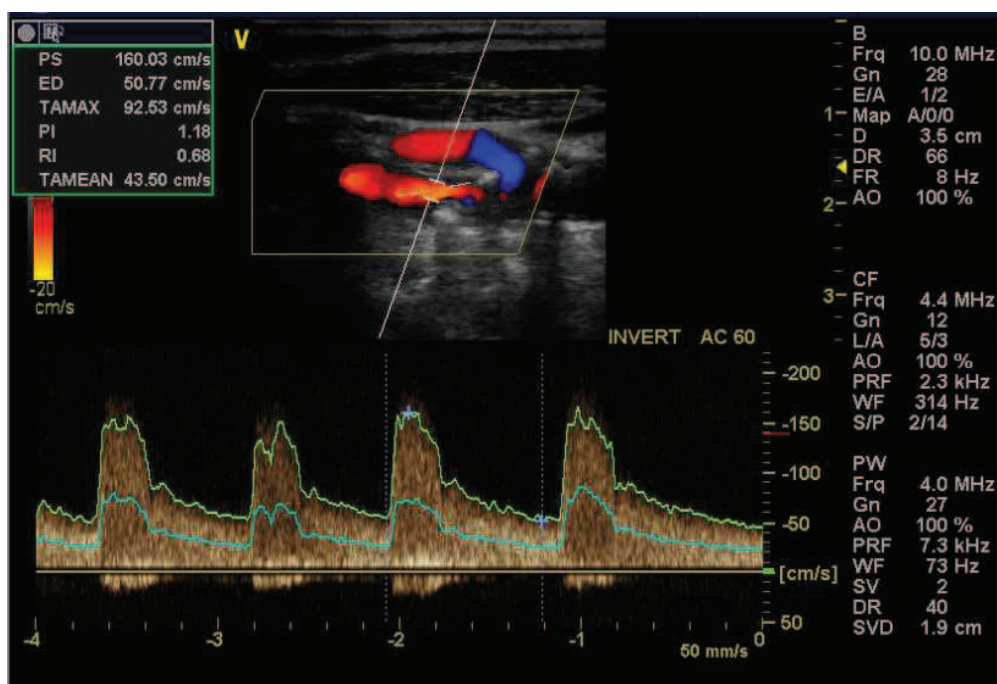 PS 160.03 cm/s
ED 50.77 cm/s
TAMAX 92.53 cm/s
PI 1.18
RI 0.68
TAMEAN 43.50 cm/s
V
-20
cm/s
1
2
3
INVERT AC 60
B
Frq 10.0 MHz
Gn 28
E/A 1/2
Map A/0/0
D 3.5 cm
DR 66
FR 8 Hz
AO 100 %
CF
Frq 4.4 MHz
Gn 12
L/A 5/3
AO 100 %
PRF 2.3 kHz
WF 314 Hz
S/P 2/14
PW
Frq 4.0 MHz
Gn 27
AO 100 %
PRF 7.3 kHz
WF 73 Hz
SV 2
DR 40
SVD 1.9 cm
-200
-150
-100
-50
[cm/s]
50
-4 -3 -2 -1 0
50 mm/s